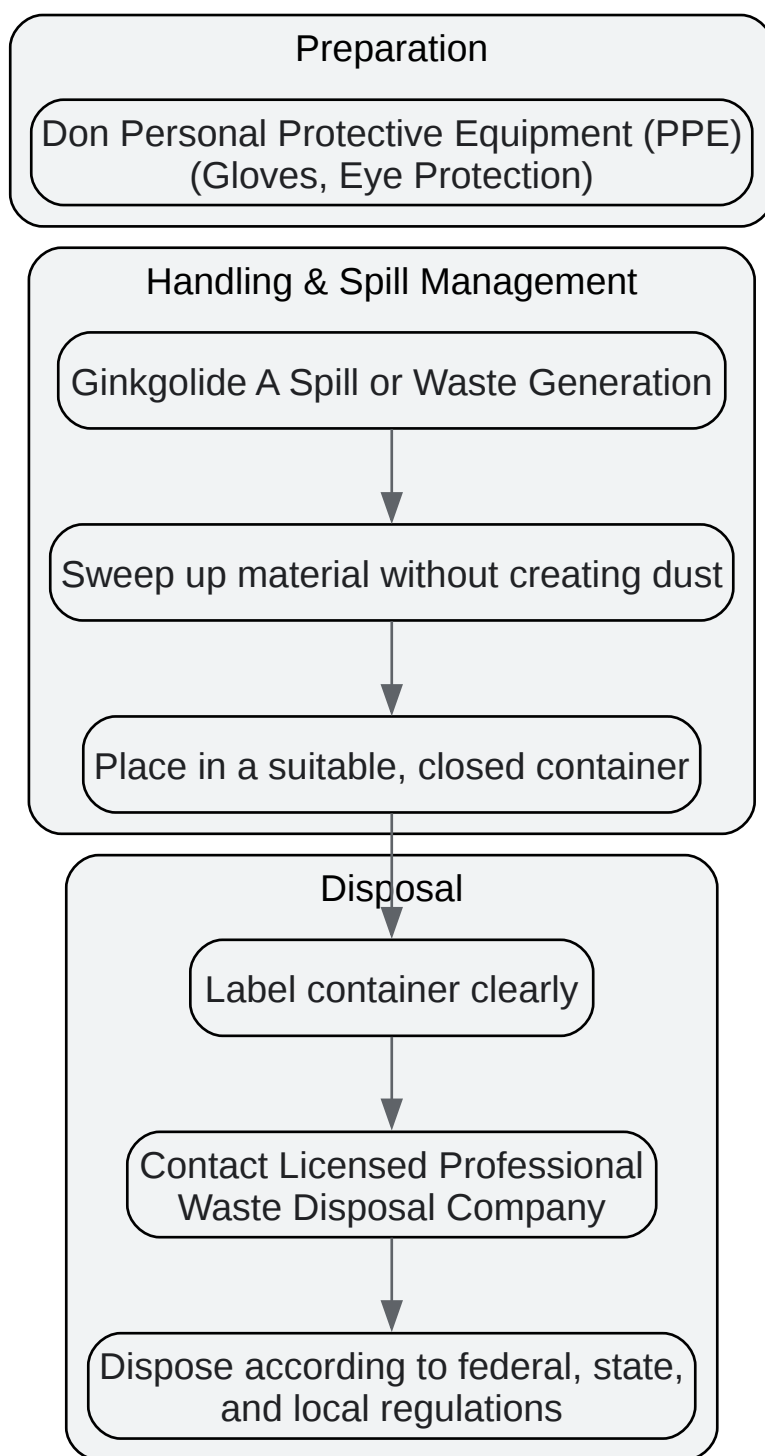 Preparation
Don Personal Protective Equipment (PPE)
(Gloves, Eye Protection)
Handling & Spill Management
Ginkgolide A Spill or Waste Generation
Sweep up material without creating dust
Place in a suitable, closed container
Disposal
Label container clearly
Contact Licensed Professional
Waste Disposal Company
Dispose according to federal, state,
and local regulations